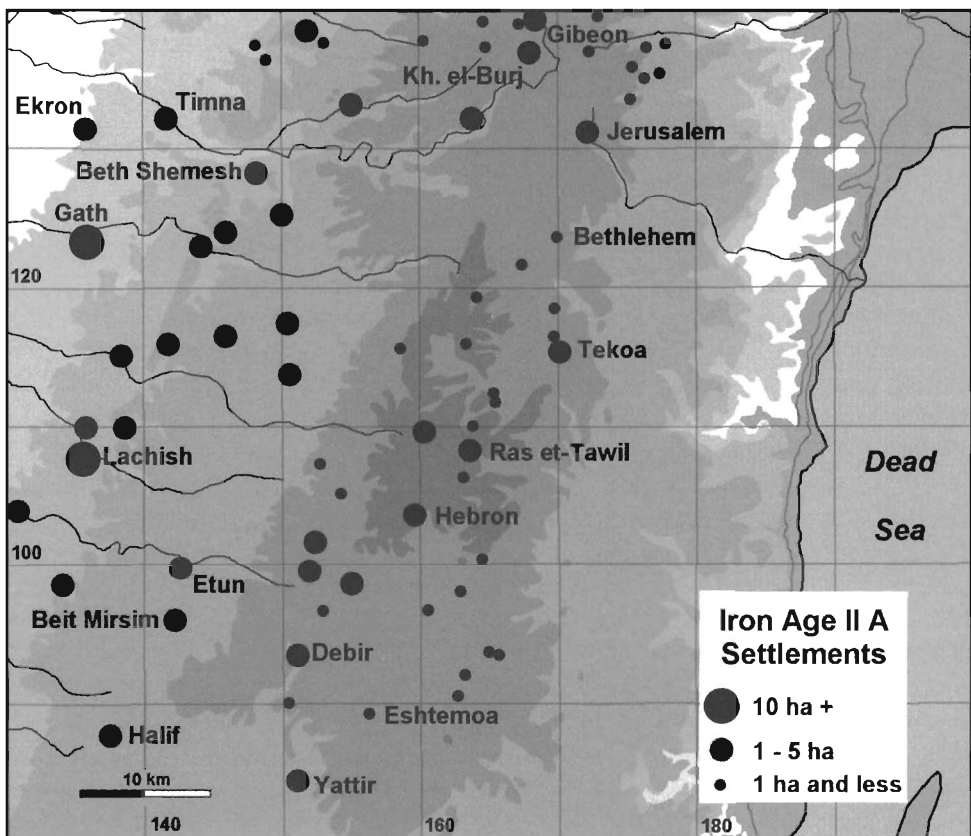 Gibeon
Kh. el-Burj
Ekron
Timna
Jerusalem
Beth Shemesh
Gath
Bethlehem
120
Tekoa
Lachish
Ras et-Tawil
Dead
Sea
Hebron
100
Etun
Beit Mirsim
Debir
Eshtemoa
Halif
Yattir
10 km
140
160
180
Iron Age II A
Settlements
10 ha +
1 - 5 ha
1 ha and less